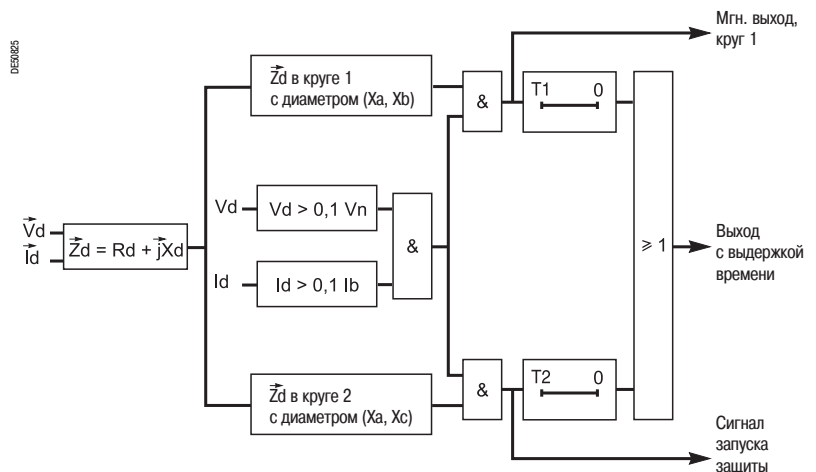 DE50825
Мгн. выход,
круг 1
Zd в круге 1
с диаметром (Xa, Xb)
&
T1 0
Vd
Vd > 0,1 Vn
Vd
Id
Zd = Rd + jXd
&
≥ 1
Выход
с выдержкой
времени
Id
Id > 0,1 Ib
Zd в круге 2
с диаметром (Xa, Xc)
&
T2 0
Сигнал
запуска
защиты